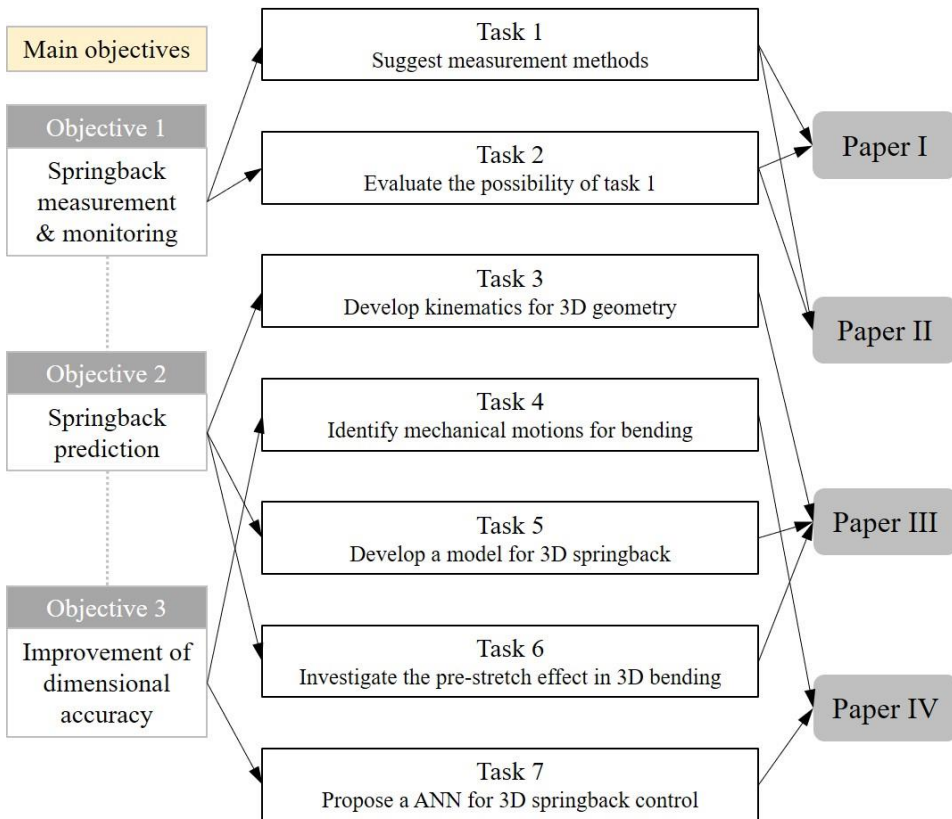 Main objectives
Objective 1
Springback
measurement
& monitoring
Objective 2
Springback
prediction
Objective 3
Improvement of
dimensional
accuracy
Task 1
Suggest measurement methods
Task 2
Evaluate the possibility of task 1
Task 3
Develop kinematics for 3D geometry
Task 4
Identify mechanical motions for bending
Task 5
Develop a model for 3D springback
Task 6
Investigate the pre-stretch effect in 3D bending
Task 7
Propose a ANN for 3D springback control
Paper I
Paper II
Paper III
Paper IV